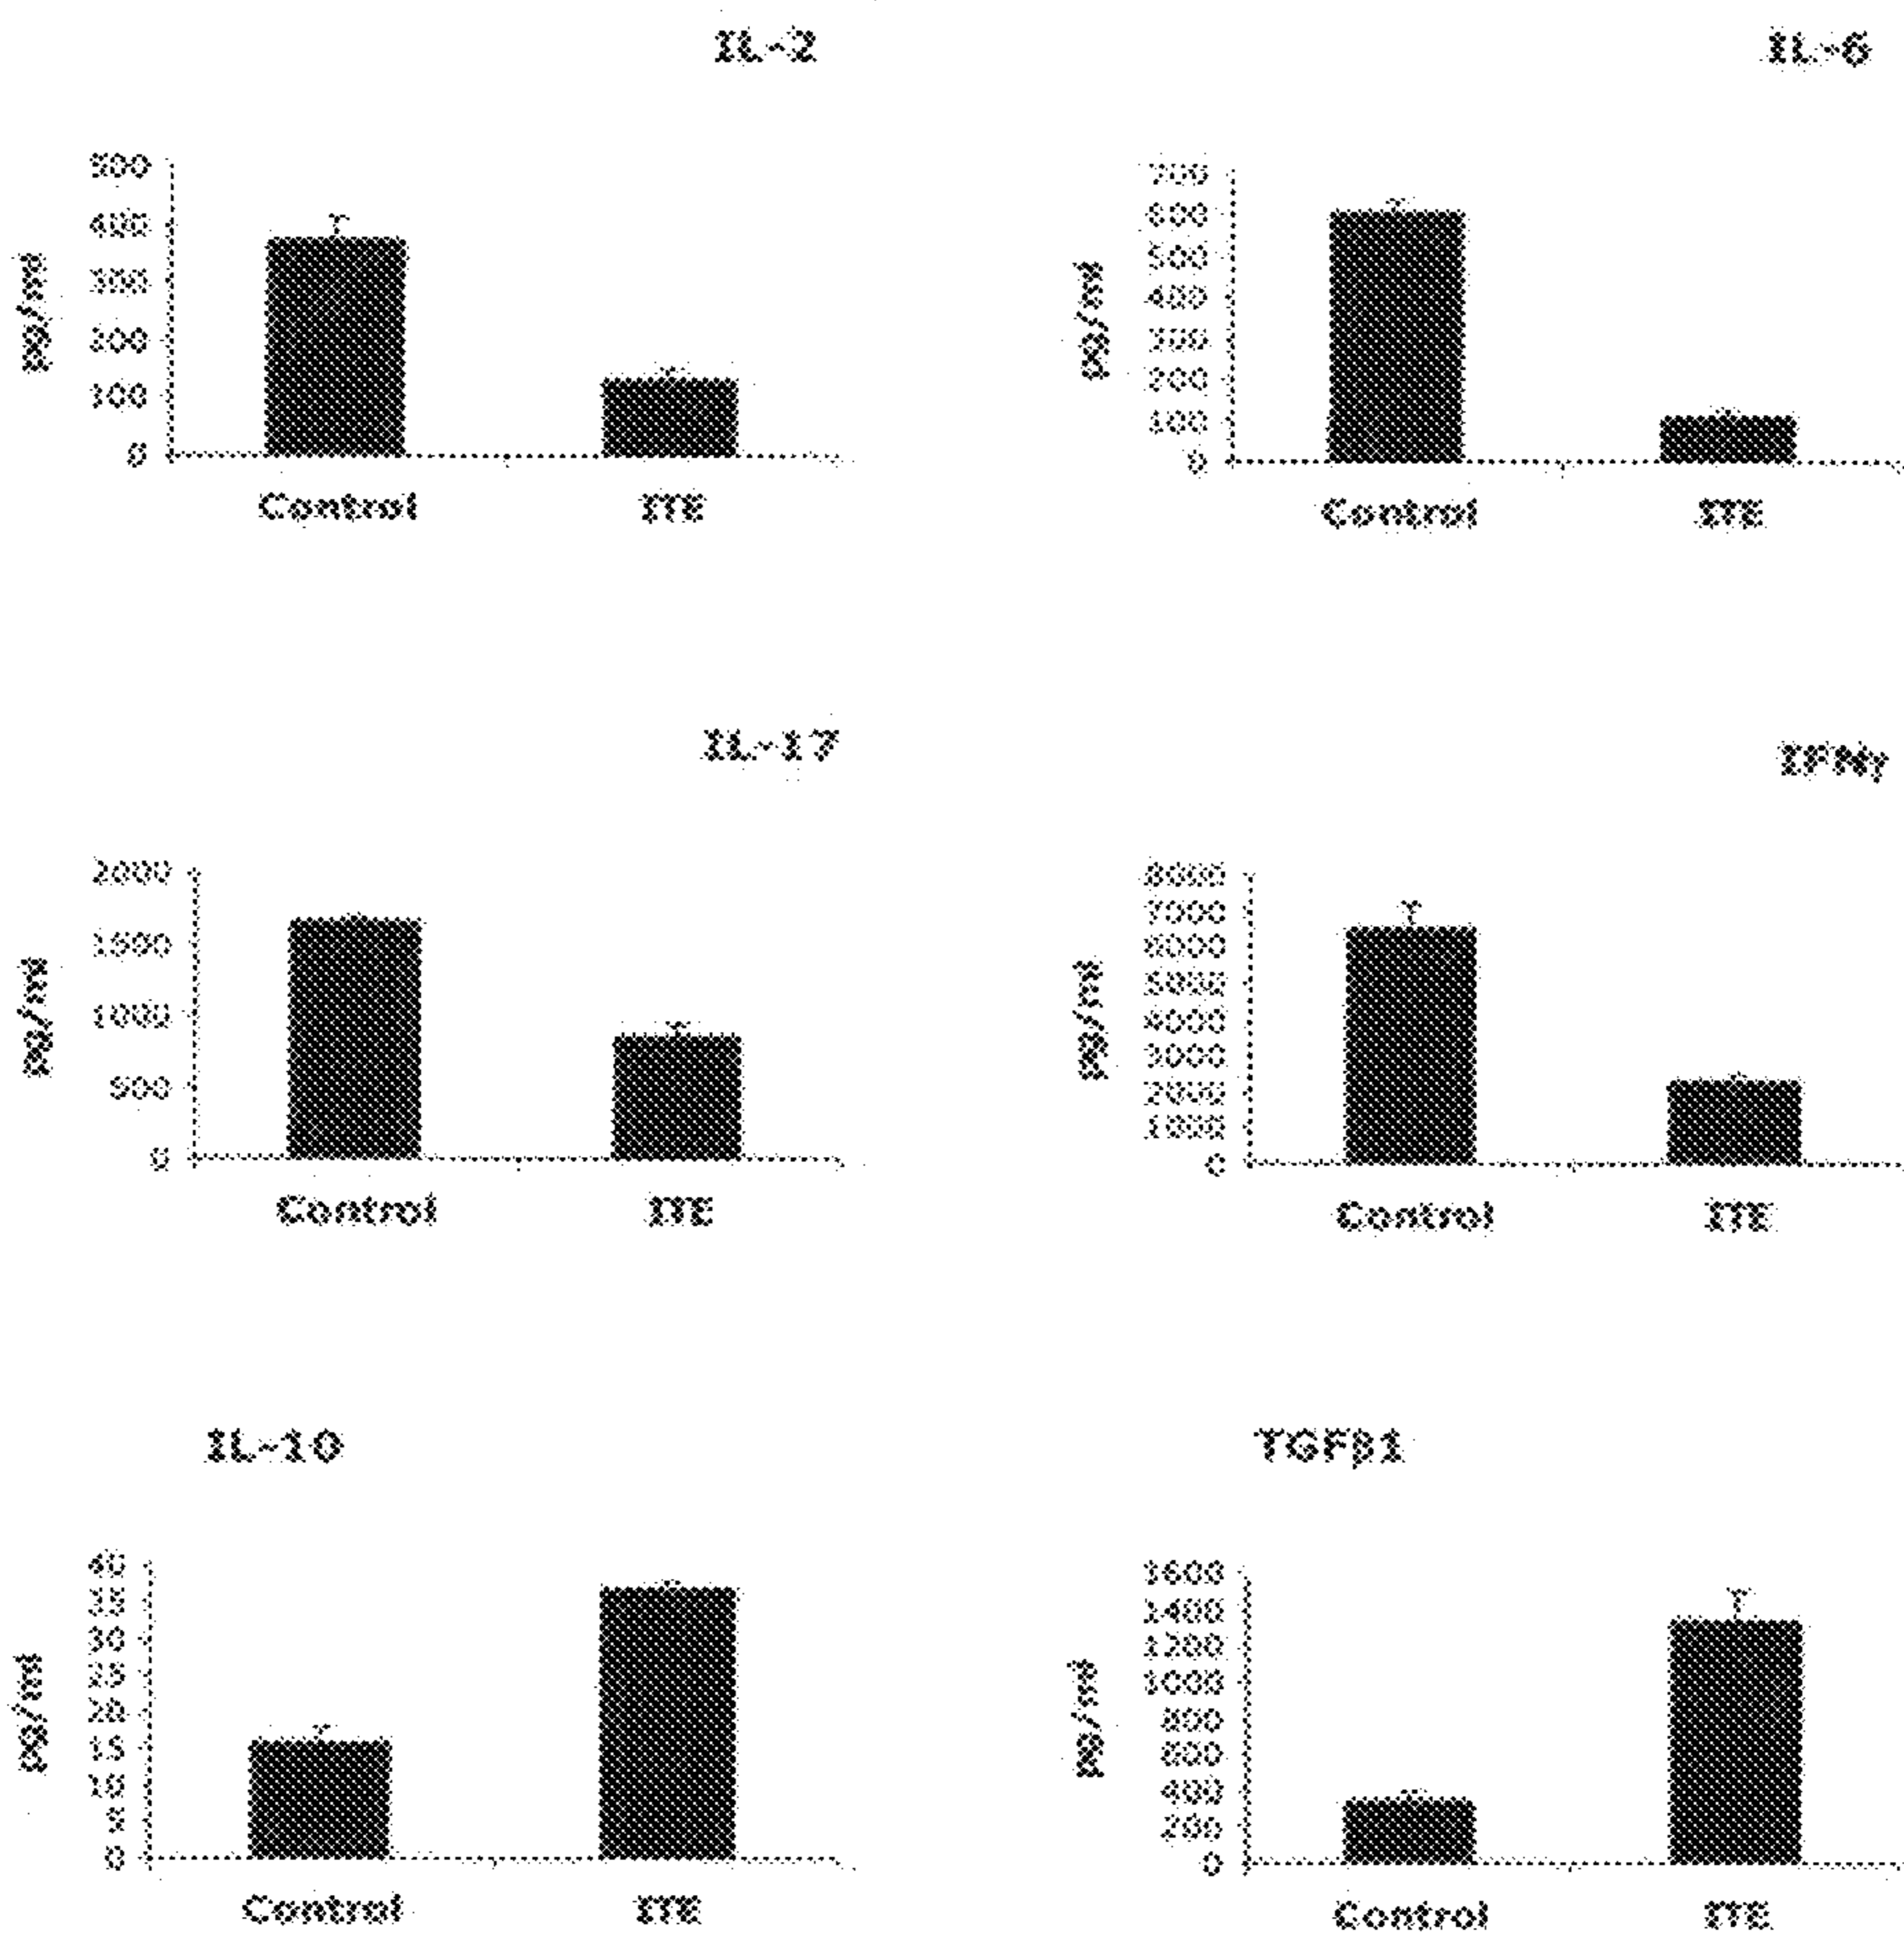 IL-2
500
400
300
200
100
0
pg/ml
Control ITE
IL-6
700
600
500
400
300
200
100
0
pg/ml
Control ITE
IL-17
2000
1500
1000
500
0
pg/ml
Control ITE
IFNγ
8000
7000
6000
5000
4000
3000
2000
1000
0
pg/ml
Control ITE
IL-10
40
35
30
25
20
15
10
5
0
pg/ml
Control ITE
TGFβ1
1600
1400
1200
1000
800
600
400
200
0
pg/ml
Control ITE